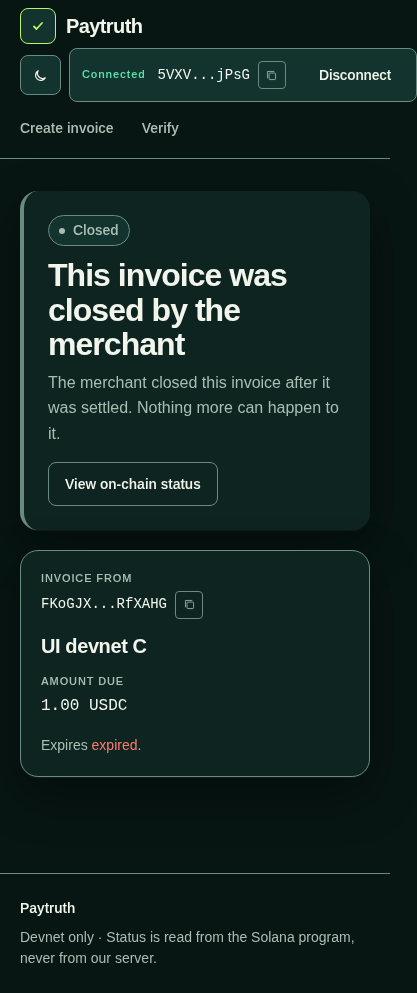 Paytruth
Connected 5VXV...jPsG Disconnect
Create invoice Verify
Closed
This invoice was
closed by the
merchant
The merchant closed this invoice after it
was settled. Nothing more can happen to
it.
View on-chain status
INVOICE FROM
FKoGJX...RfXAHG
UI devnet C
AMOUNT DUE
1.00 USDC
Expires expired.
Paytruth
Devnet only · Status is read from the Solana program,
never from our server.